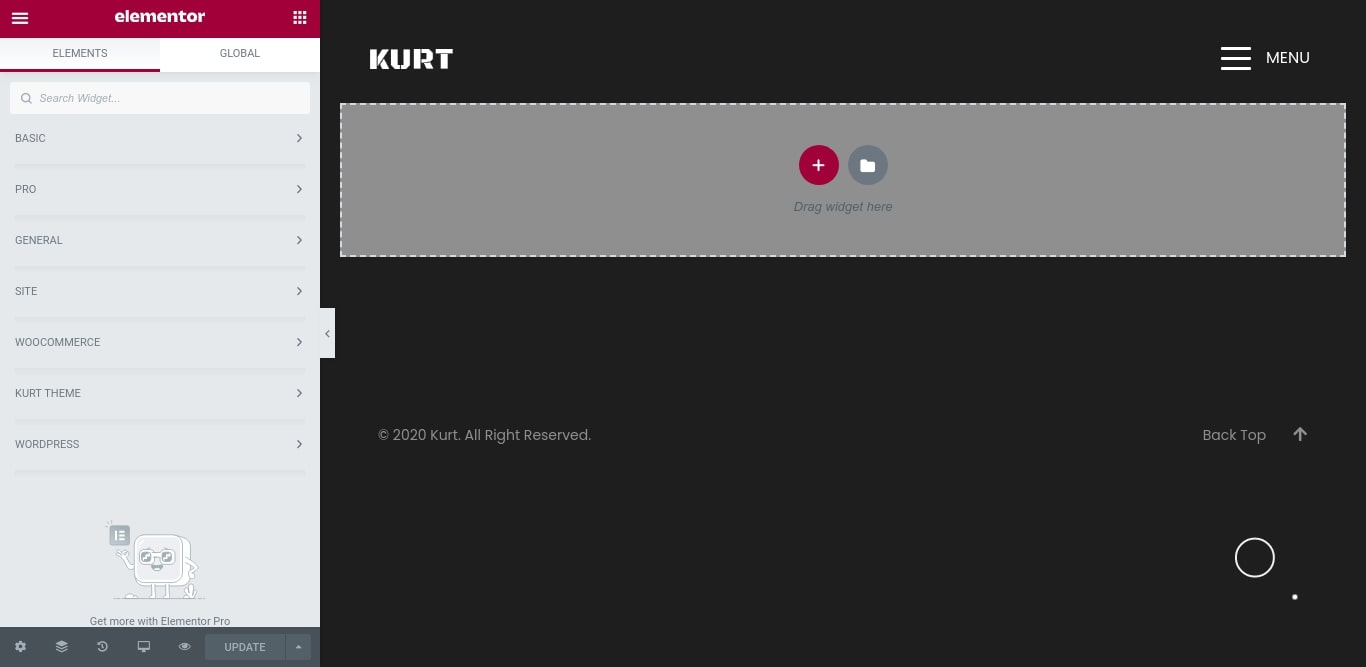 elementor
ELEMENTS
GLOBAL
Search Widget...
BASIC
PRO
GENERAL
SITE
WOOCOMMERCE
KURT THEME
WORDPRESS
Get more with Elementor Pro
UPDATE
KURT
MENU
Drag widget here
© 2020 Kurt. All Right Reserved.
Back Top